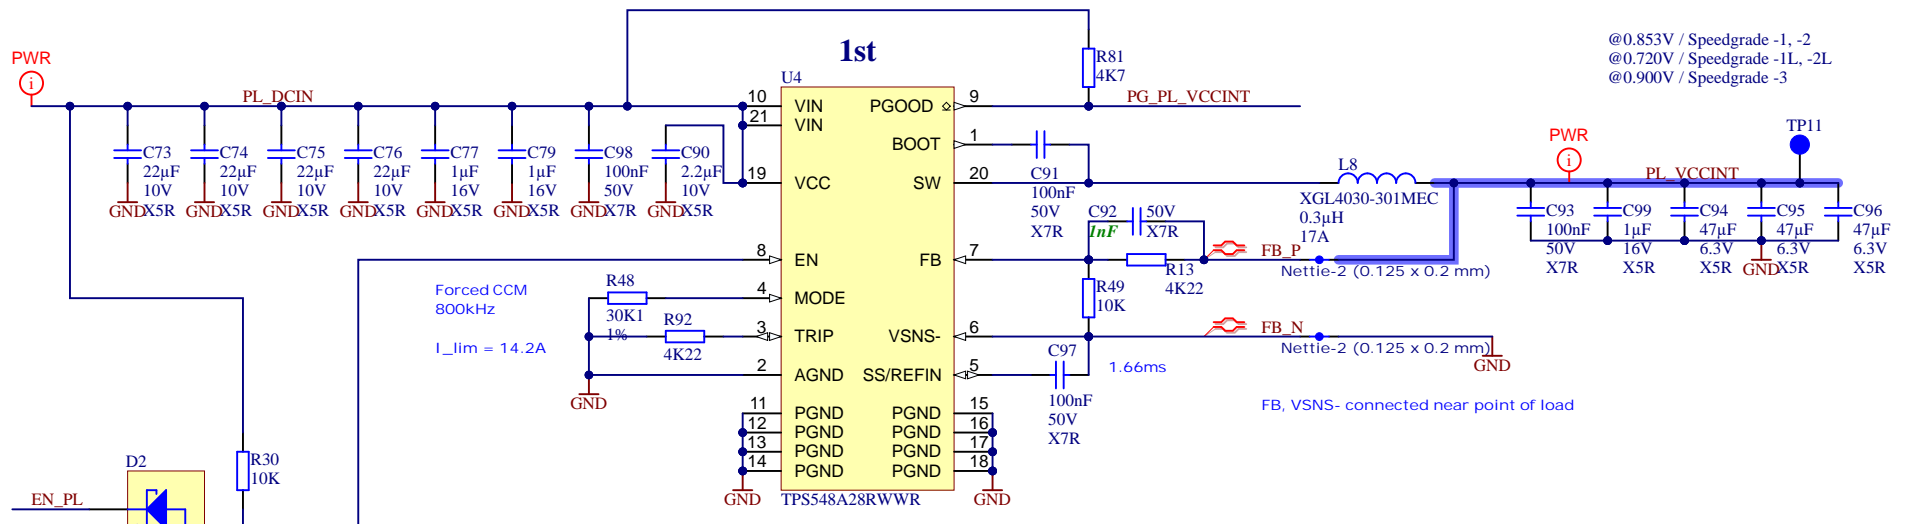 1st
@0.853V / Speedgrade -1, -2
@0.720V / Speedgrade -1L, -2L
@0.900V / Speedgrade -3
PWR
i
PL_DCIN
C73
22µF
10V
X5R
GND
C74
22µF
10V
X5R
GND
C75
22µF
10V
X5R
GND
C76
22µF
10V
X5R
GND
C77
1µF
16V
X5R
GND
C79
1µF
16V
X5R
GND
C98
100nF
50V
X7R
GND
C90
2.2µF
10V
X5R
GND
U4
10 VIN
21 VIN
19 VCC
8 EN
4 MODE
3 TRIP
2 AGND
11 PGND
12 PGND
13 PGND
14 PGND
GND
PGOOD 9
BOOT 1
SW 20
FB 7
VSNS- 6
SS/REFIN 5
PGND 15
PGND 16
PGND 17
PGND 18
GND
TPS548A28RWWR
R81
4K7
PG_PL_VCCINT
C91
100nF
50V
X7R
L8
XGL4030-301MEC
0.3µH
17A
C92
1nF
50V
X7R
R13
4K22
R49
10K
FB_P
Nettie-2 (0.125 x 0.2 mm)
FB_N
Nettie-2 (0.125 x 0.2 mm)
GND
C97
100nF
50V
X7R
1.66ms
FB, VSNS- connected near point of load
PWR
i
TP11
PL_VCCINT
C93
100nF
50V
X7R
C99
1µF
16V
X5R
C94
47µF
6.3V
X5R
C95
47µF
6.3V
X5R
GND
C96
47µF
6.3V
X5R
Forced CCM
800kHz
I_lim = 14.2A
R48
30K1
1%
R92
4K22
GND
R30
10K
D2
EN_PL